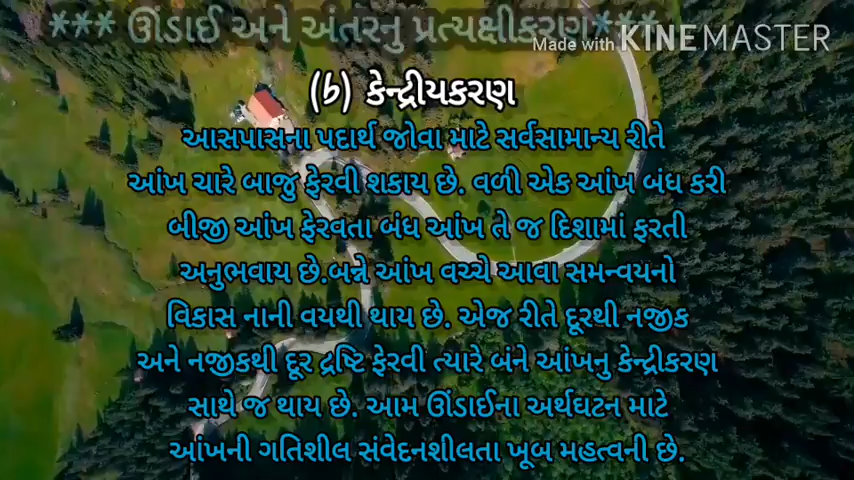 *** ઊંડાઈ અને અંતરનુ પ્રત્યક્ષીકરણ***
Made with KINEMASTER
(b) કેન્દ્રીયકરણ
આસપાસના પદાર્થ જોવા માટે સર્વસામાન્ય રીતે
આંખ ચારે બાજુ ફેરવી શકાય છે. વળી એક આંખ બંધ કરી
બીજી આંખ ફેરવતા બંધ આંખ તે જ દિશામાં ફરતી
અનુભવાય છે.બન્ને આંખ વચ્ચે આવા સમન્વયનો
વિકાસ નાની વયથી થાય છે. એજ રીતે દૂરથી નજીક
અને નજીકથી દૂર દ્રષ્ટિ ફેરવી ત્યારે બંને આંખનુ કેન્દ્રીકરણ
સાથે જ થાય છે. આમ ઊંડાઈના અર્થઘટન માટે
આંખની ગતિશીલ સંવેદનશીલતા ખૂબ મહત્વની છે.